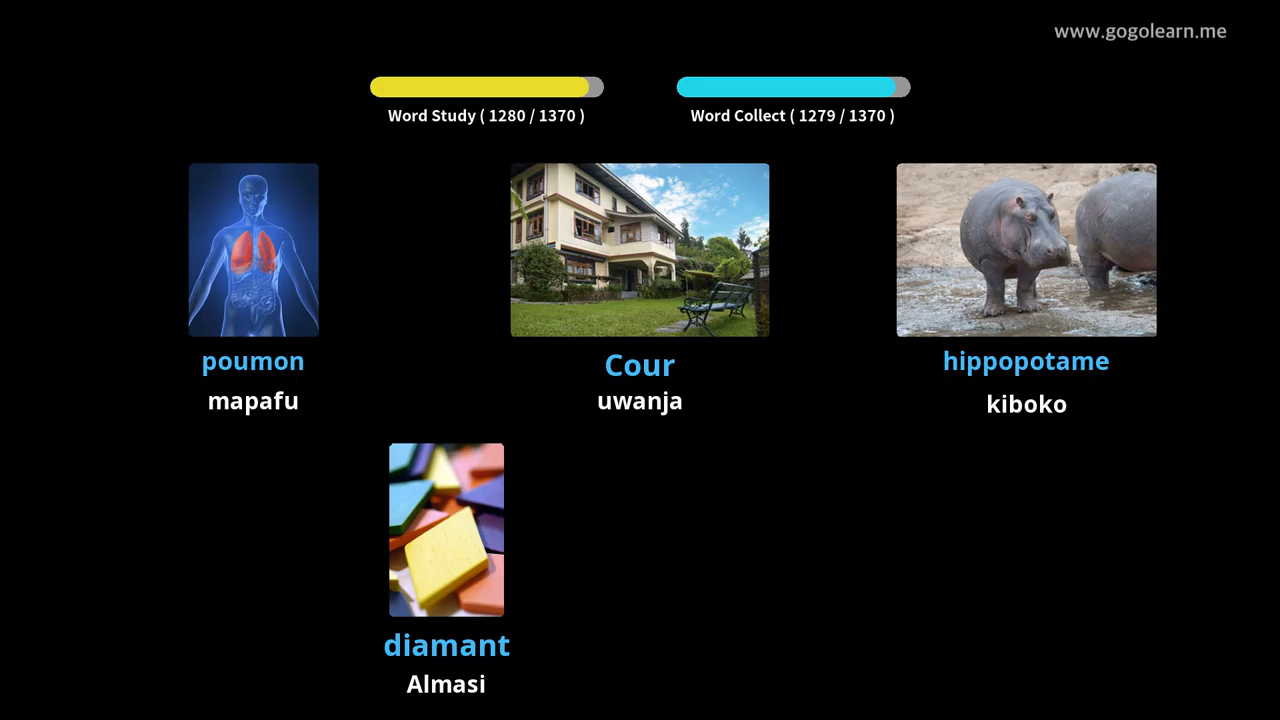 www.gogolearn.me
Word Study ( 1280 / 1370 )
Word Collect ( 1279 / 1370 )
poumon
mapafu
Cour
uwanja
hippopotame
kiboko
diamant
Almasi